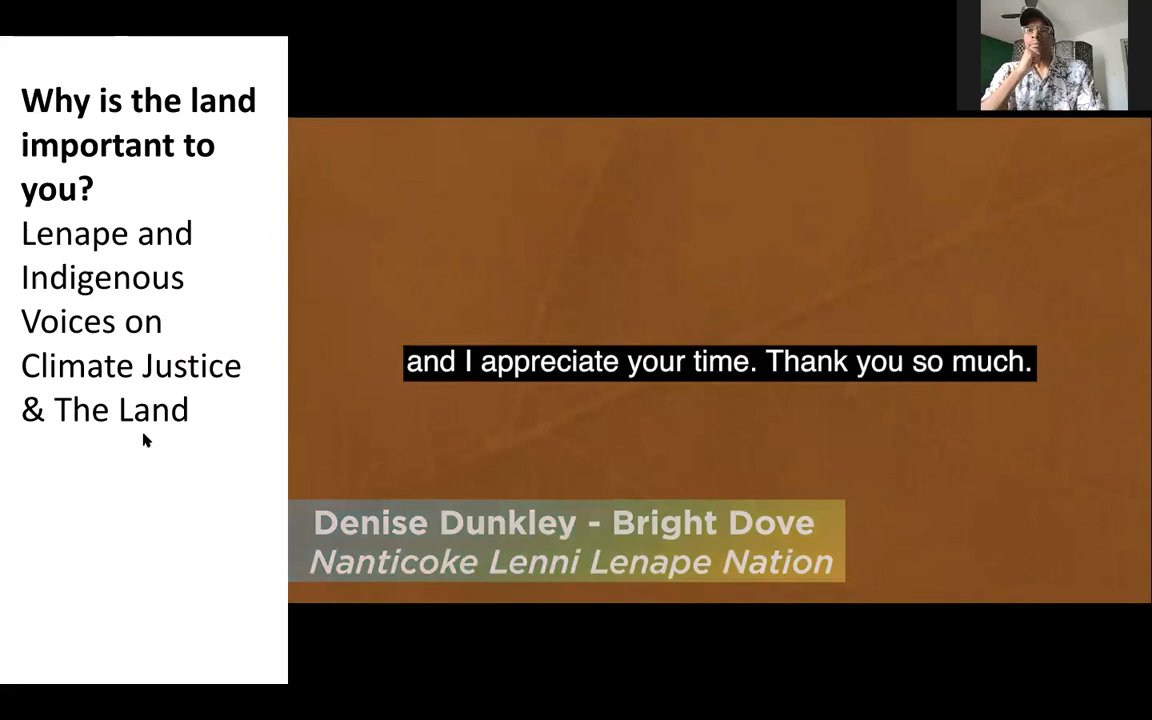 Why is the land
important to
you?
Lenape and
Indigenous
Voices on
Climate Justice
& The Land
and I appreciate your time. Thank you so much.
Denise Dunkley - Bright Dove
Nanticoke Lenni Lenape Nation